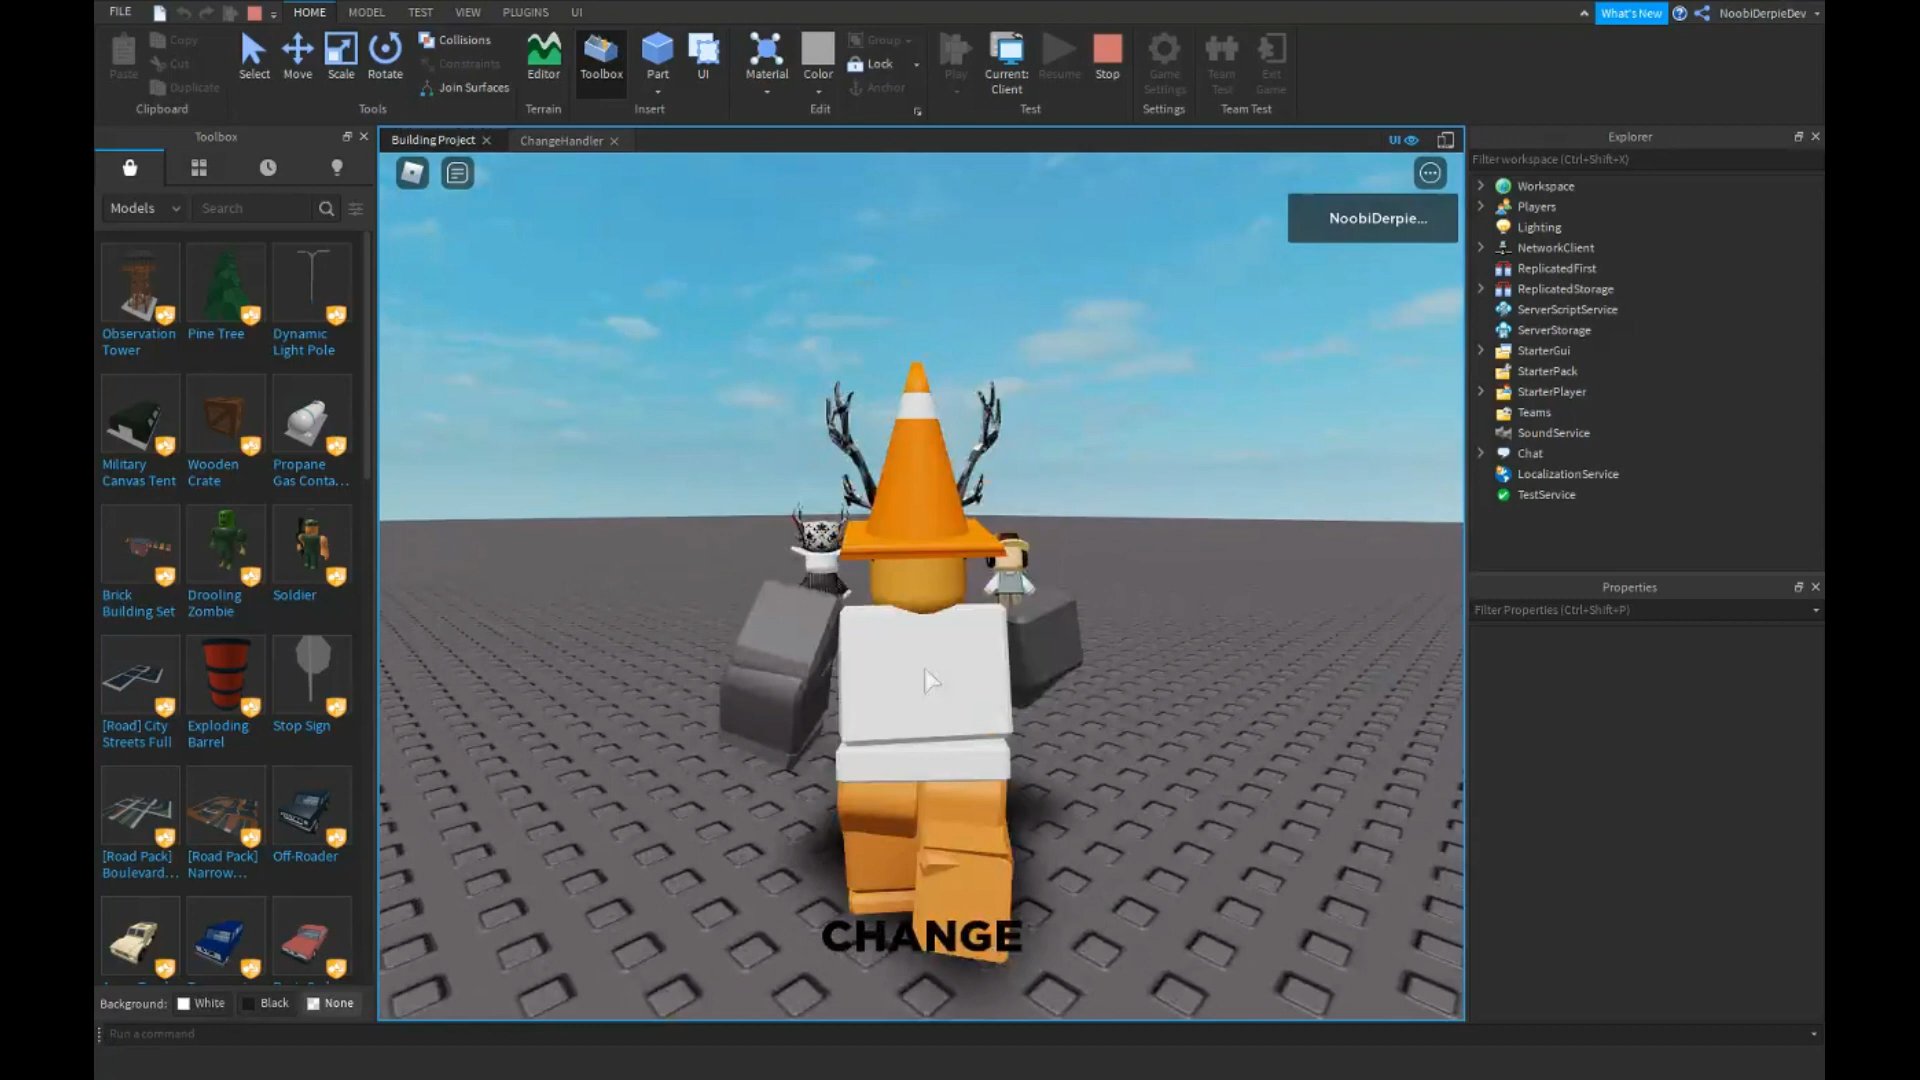 FILE HOME MODEL TEST VIEW PLUGINS UI What's New NoobiDerpieDev
Paste Copy Cut Duplicate
Clipboard
Select Move Scale Rotate
Collisions
Constraints
Join Surfaces
Tools
Editor
Terrain
Toolbox Part UI
Insert
Material Color
Group
Lock
Anchor
Edit
Play Current:
Client Resume Stop
Test
Game
Settings
Settings
Team
Test Exit
Game
Team Test
Toolbox
Models Search
Observation
Tower
Pine Tree
Dynamic
Light Pole
Military
Canvas Tent
Wooden
Crate
Propane
Gas Conta...
Brick
Building Set
Drooling
Zombie
Soldier
[Road] City
Streets Full
Exploding
Barrel
Stop Sign
[Road Pack]
Boulevard...
[Road Pack]
Narrow...
Off-Roader
Background: White Black None
Run a command
Building Project ChangeHandler UI
NoobiDerpie...
CHANGE
Explorer
Filter workspace (Ctrl+Shift+X)
Workspace
Players
Lighting
NetworkClient
ReplicatedFirst
ReplicatedStorage
ServerScriptService
ServerStorage
StarterGui
StarterPack
StarterPlayer
Teams
SoundService
Chat
LocalizationService
TestService
Properties
Filter Properties (Ctrl+Shift+P)